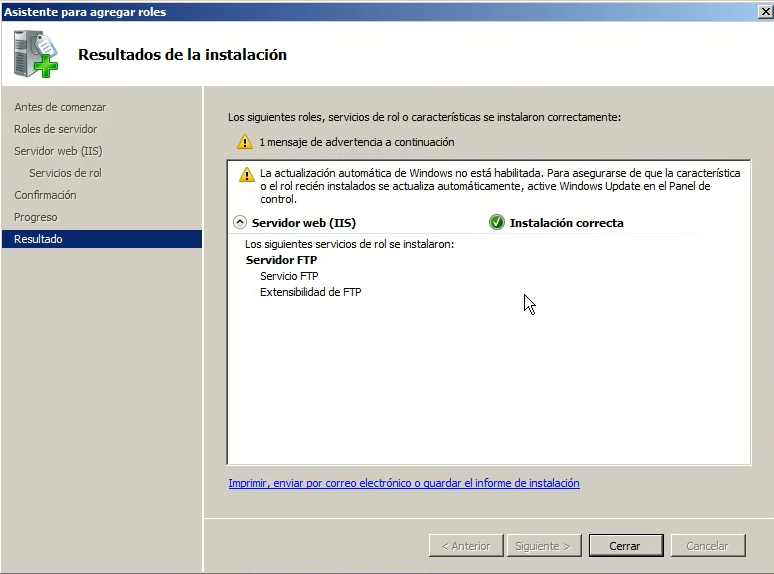 Asistente para agregar roles
Resultados de la instalación
Antes de comenzar
Roles de servidor
Servidor web (IIS)
Servicios de rol
Confirmación
Progreso
Resultado
Los siguientes roles, servicios de rol o características se instalaron correctamente:
1 mensaje de advertencia a continuación
La actualización automática de Windows no está habilitada. Para asegurarse de que la característica
o el rol recién instalados se actualiza automáticamente, active Windows Update en el Panel de
control.
Servidor web (IIS) Instalación correcta
Los siguientes servicios de rol se instalaron:
Servidor FTP
Servicio FTP
Extensibilidad de FTP
Imprimir, enviar por correo electrónico o guardar el informe de instalación
< Anterior Siguiente > Cerrar Cancelar